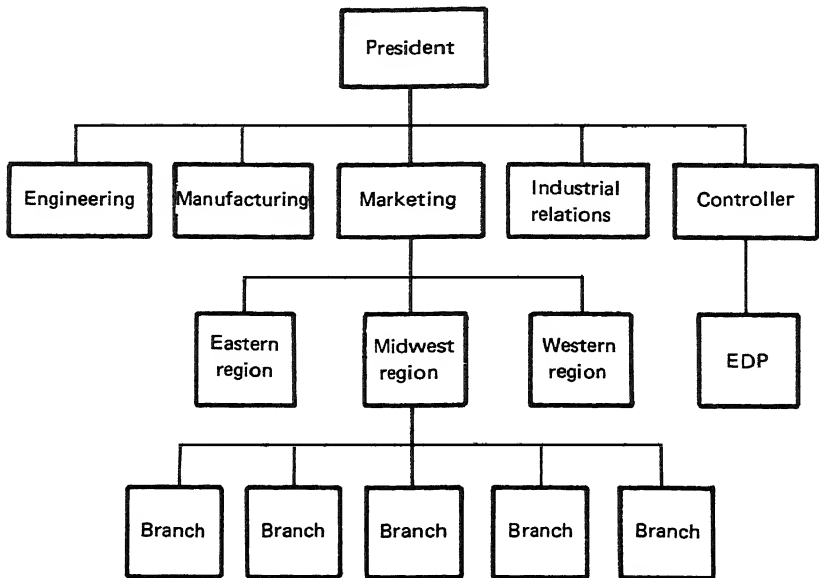 President
Engineering
Manufacturing
Marketing
Industrial
relations
Controller
Eastern
region
Midwest
region
Western
region
EDP
Branch
Branch
Branch
Branch
Branch